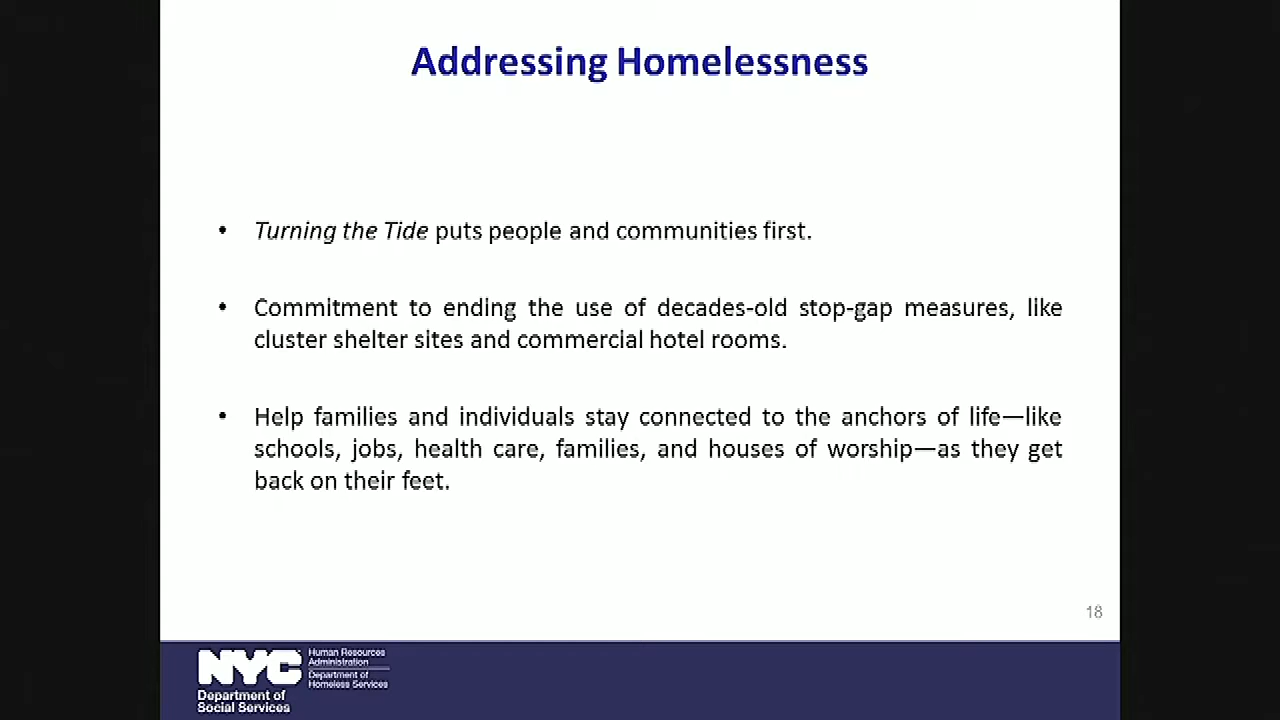 Addressing Homelessness
• Turning the Tide puts people and communities first.
• Commitment to ending the use of decades-old stop-gap measures, like
cluster shelter sites and commercial hotel rooms.
• Help families and individuals stay connected to the anchors of life—like
schools, jobs, health care, families, and houses of worship—as they get
back on their feet.
18
NYC
Department of
Social Services
Human Resources
Administration
Department of
Homeless Services